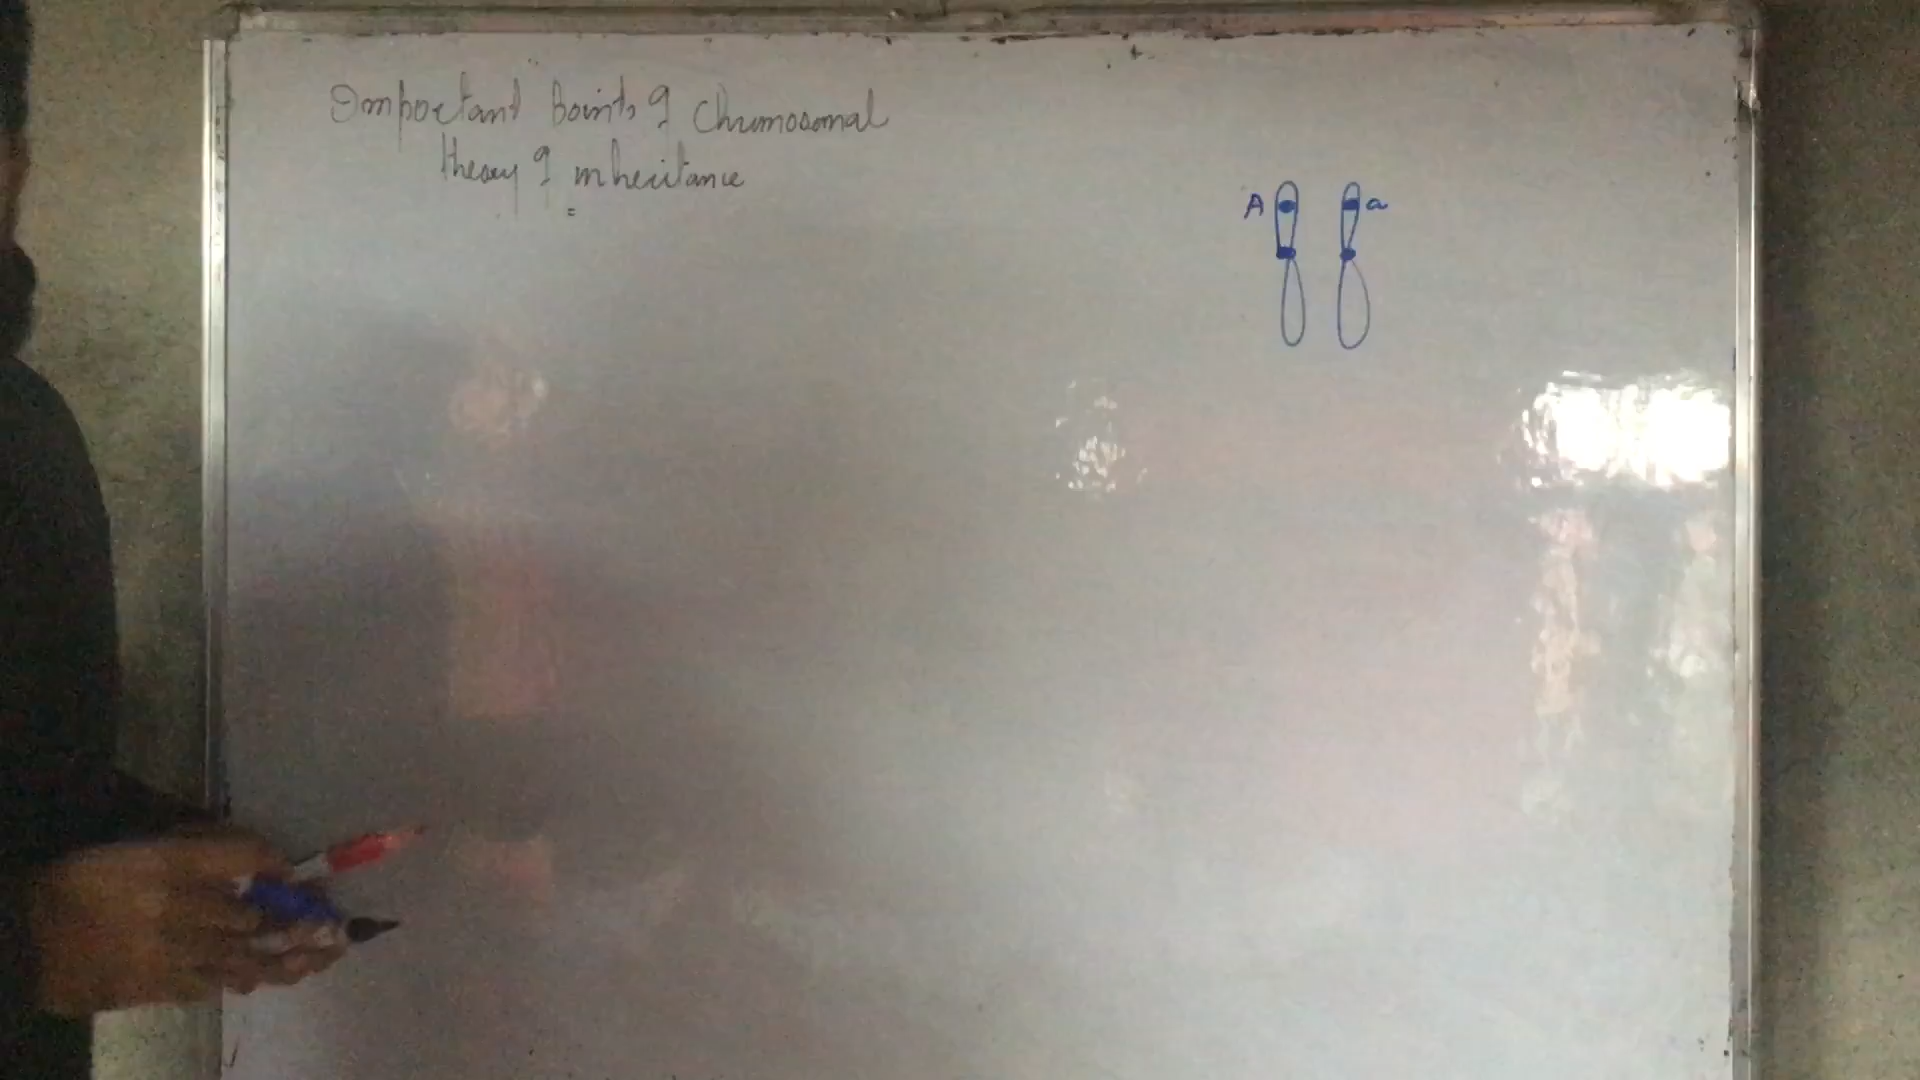 Important Points of Chromosomal
theory of inheritance
A a